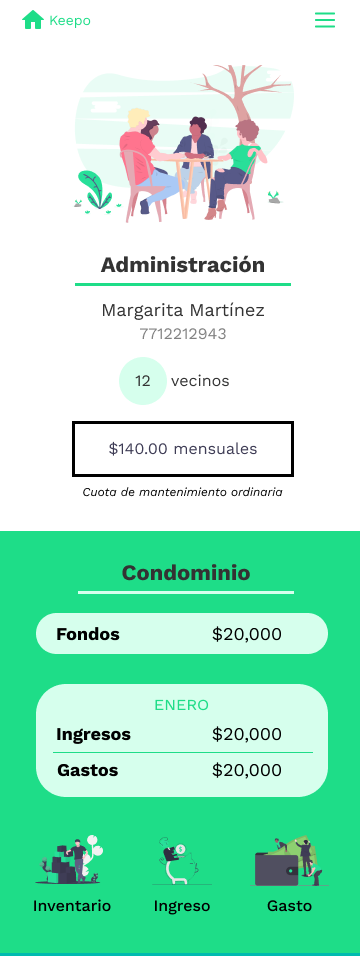 Keepo
Administración
Margarita Martínez
7712212943
12 vecinos
$140.00 mensuales
Cuota de mantenimiento ordinaria
Condominio
Fondos $20,000
ENERO
Ingresos $20,000
Gastos $20,000
Inventario Ingreso Gasto